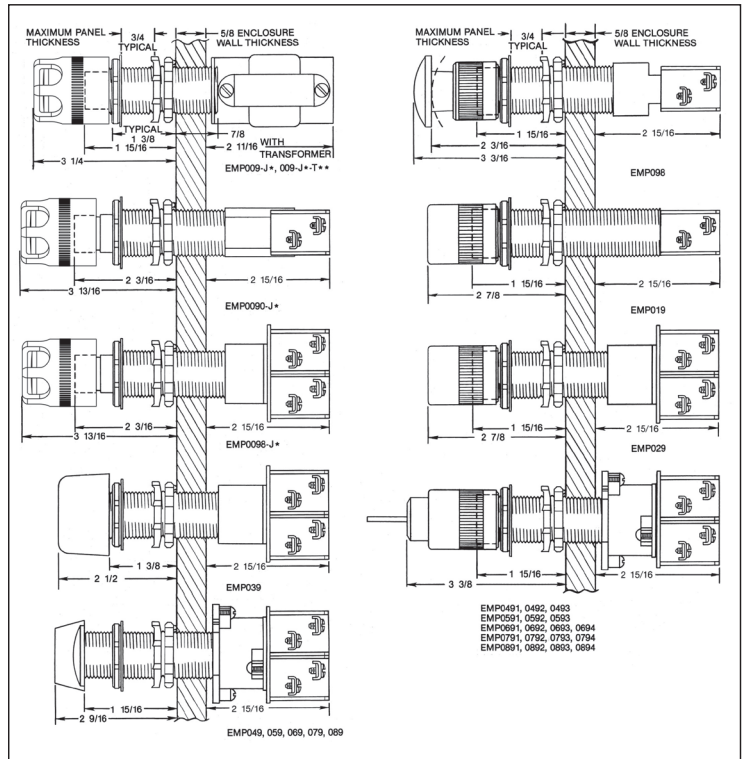 MAXIMUM PANEL
THICKNESS
3/4
TYPICAL
5/8 ENCLOSURE
WALL THICKNESS
TYPICAL
1 3/8
1 15/16
3 1/4
7/8
2 11/16
WITH
TRANSFORMER
EMP009-J*, 009-J*-T**
2 3/16
3 13/16
2 15/16
EMP0090-J*
2 3/16
3 13/16
2 15/16
EMP0098-J*
1 3/8
2 1/2
2 15/16
EMP039
1 15/16
2 9/16
2 15/16
EMP049, 059, 069, 079, 089
MAXIMUM PANEL
THICKNESS
3/4
TYPICAL
5/8 ENCLOSURE
WALL THICKNESS
1 15/16
2 3/16
3 3/16
2 15/16
EMP098
1 15/16
2 7/8
2 15/16
EMP019
1 15/16
2 7/8
2 15/16
EMP029
1 15/16
3 3/8
2 15/16
EMP0491, 0492, 0493
EMP0591, 0592, 0593
EMP0691, 0692, 0693, 0694
EMP0791, 0792, 0793, 0794
EMP0891, 0892, 0893, 0894